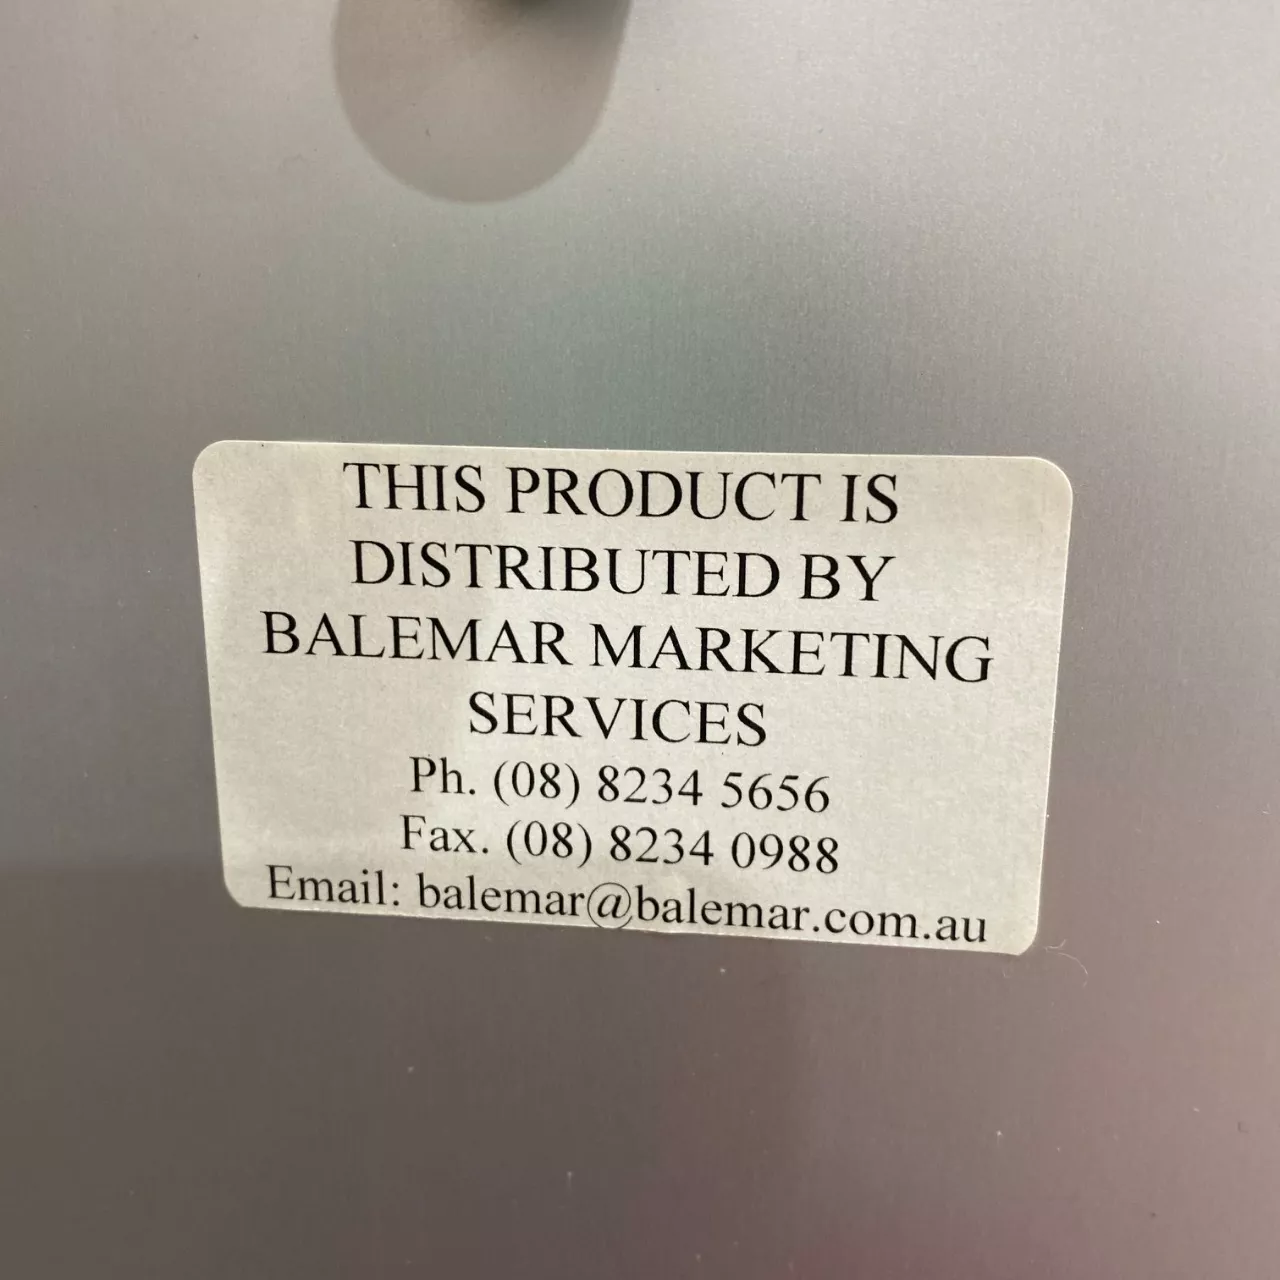 THIS PRODUCT IS
DISTRIBUTED BY
BALEMAR MARKETING
SERVICES
Ph. (08) 8234 5656
Fax. (08) 8234 0988
Email: balemar@balemar.com.au